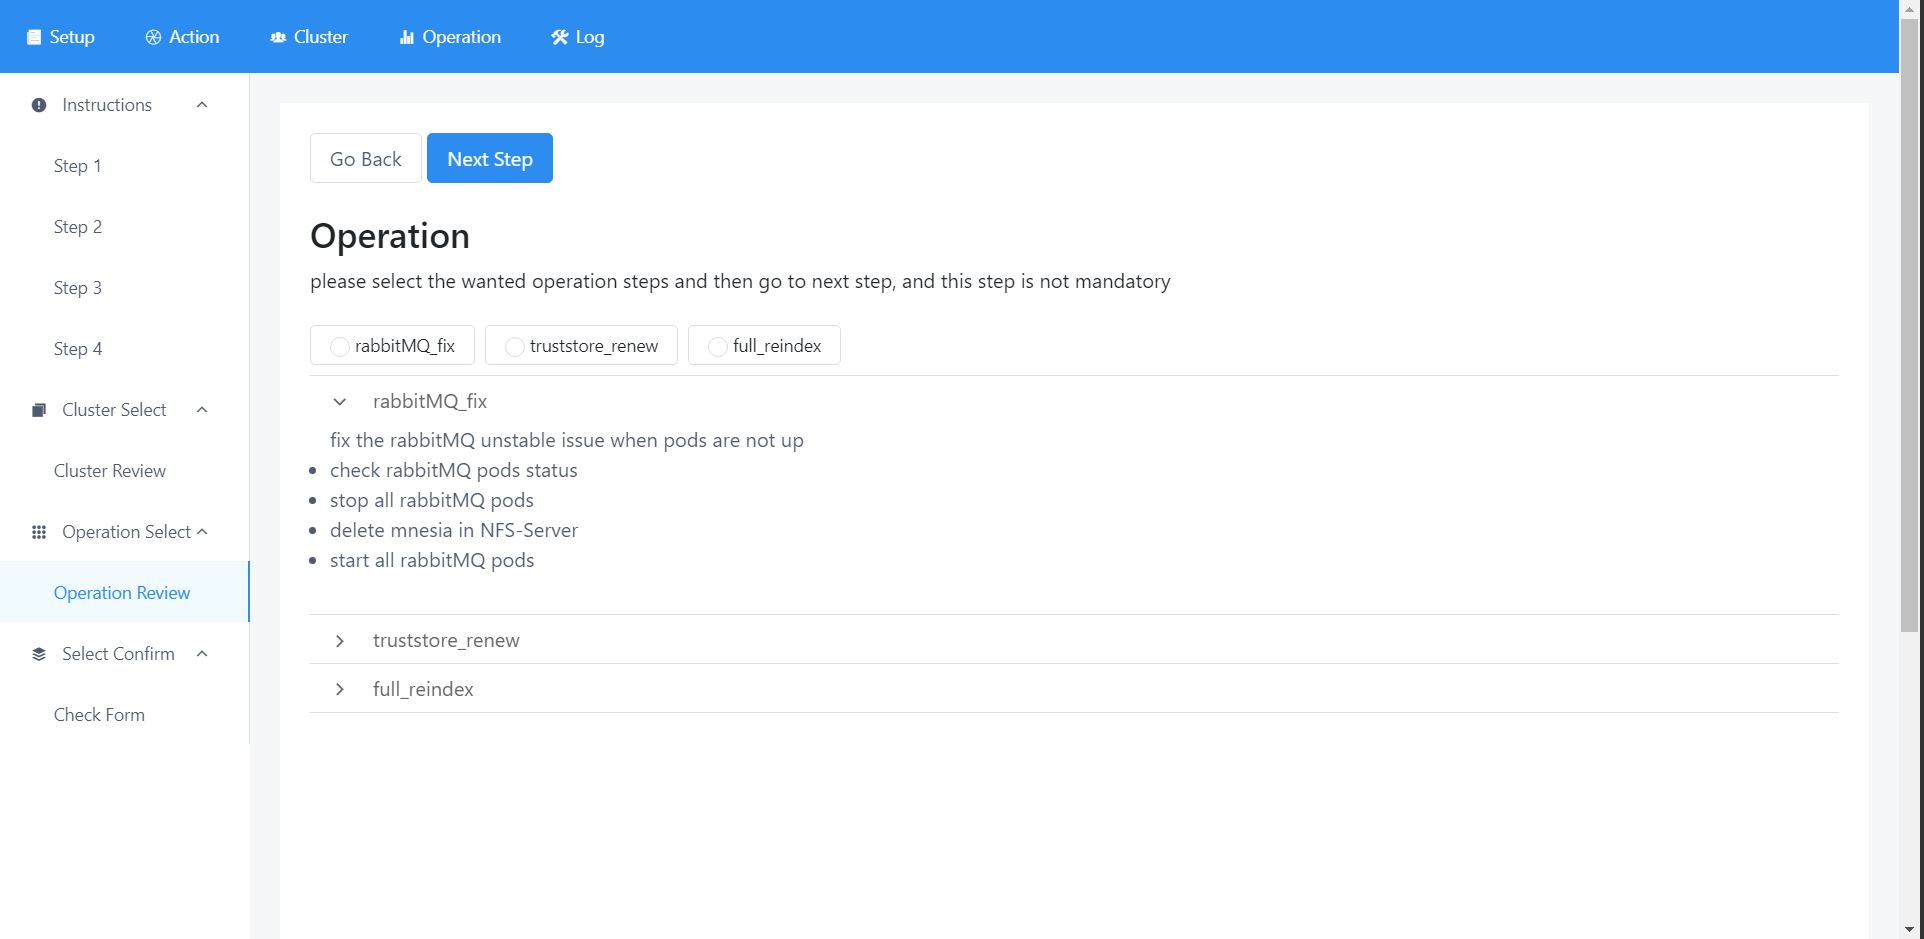 Setup Action Cluster Operation Log
Instructions
Step 1
Step 2
Step 3
Step 4
Cluster Select
Cluster Review
Operation Select
Operation Review
Select Confirm
Check Form
Go Back Next Step
Operation
please select the wanted operation steps and then go to next step, and this step is not mandatory
rabbitMQ_fix truststore_renew full_reindex
rabbitMQ_fix
fix the rabbitMQ unstable issue when pods are not up
• check rabbitMQ pods status
• stop all rabbitMQ pods
• delete mnesia in NFS-Server
• start all rabbitMQ pods
truststore_renew
full_reindex